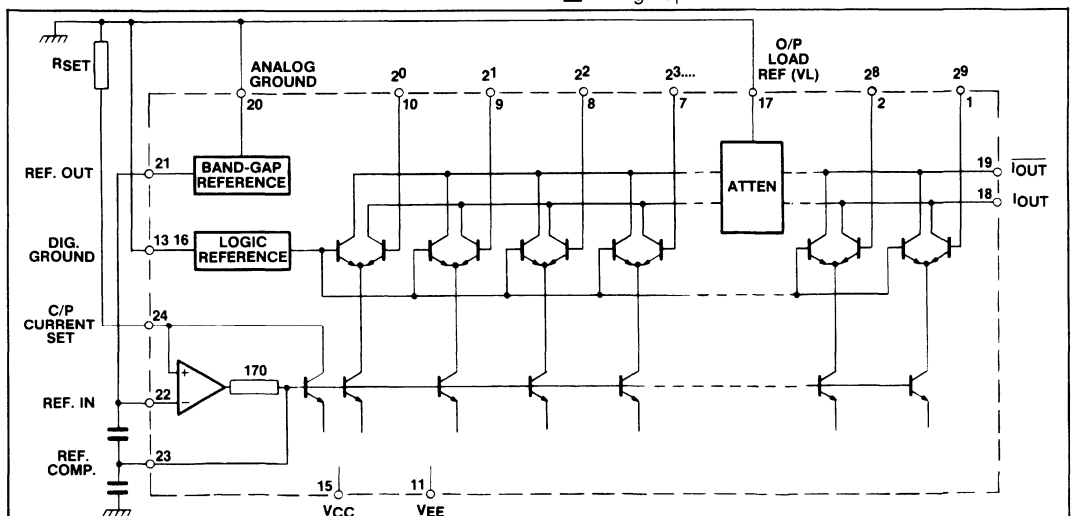 RSET
ANALOG
GROUND
20
2⁰
10
2¹
9
2²
8
2³....
7
O/P
LOAD
REF (VL)
17
2⁸
2
2⁹
1
REF. OUT
21
BAND-GAP
REFERENCE
ATTEN
19
I̅O̅U̅T̅
18
IOUT
DIG.
GROUND
13 16
LOGIC
REFERENCE
C/P
CURRENT
SET
24
+
170
REF. IN
22
−
REF.
COMP.
23
15
VCC
11
VEE